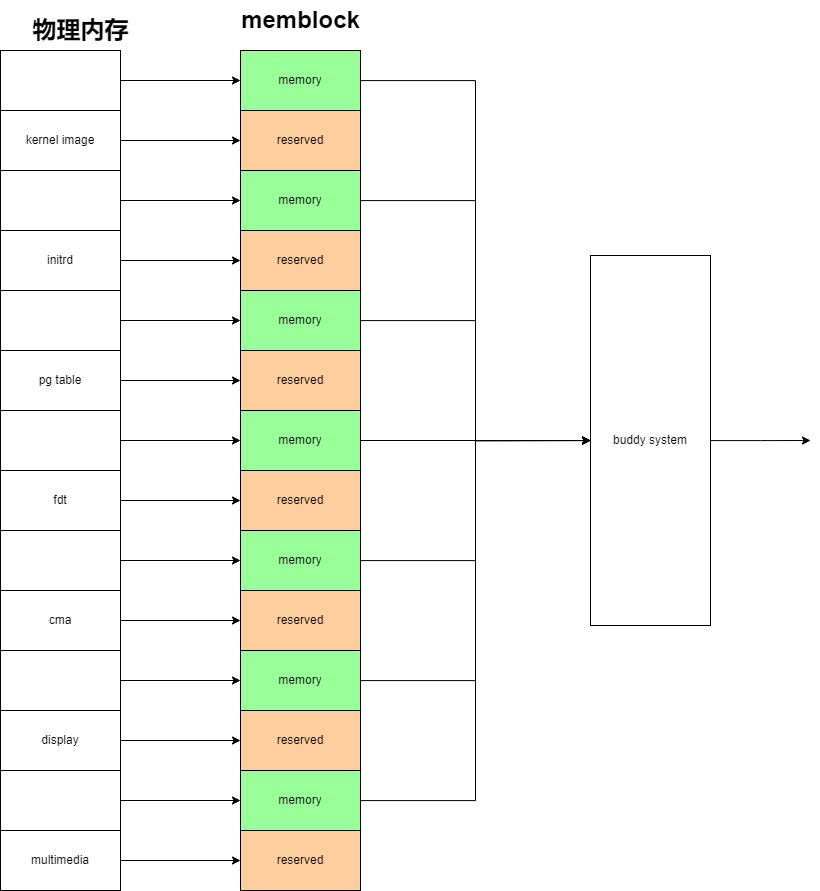 物理内存
memblock
memory
kernel image
reserved
memory
initrd
reserved
memory
pg table
reserved
memory
buddy system
fdt
reserved
memory
cma
reserved
memory
display
reserved
memory
multimedia
reserved